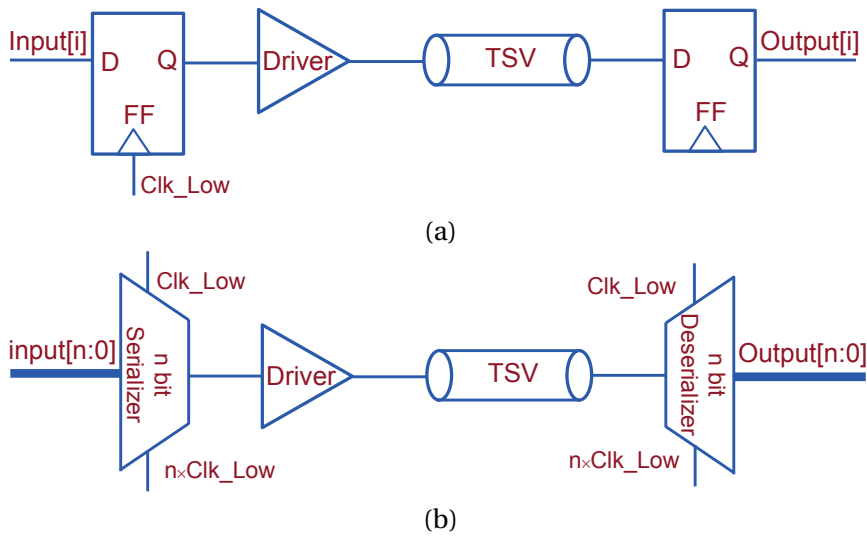 Input[i]
D Q
FF
Clk_Low
Driver
TSV
D Q
FF
Output[i]
(a)
Clk_Low
input[n:0]
n bit
Serializer
n×Clk_Low
Driver
TSV
Clk_Low
n bit
Deserializer
n×Clk_Low
Output[n:0]
(b)